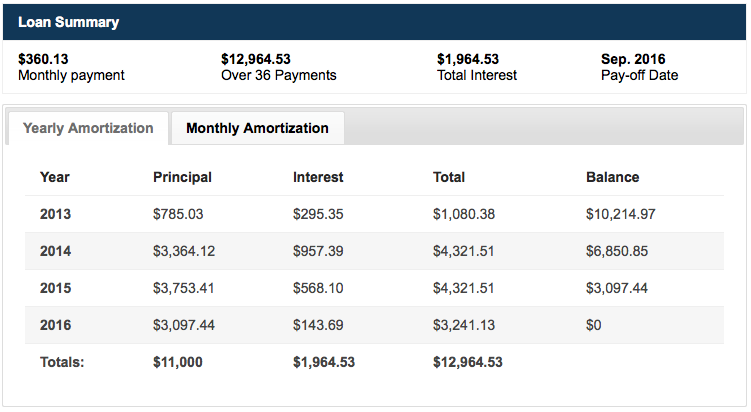 Loan Summary
$360.13 $12,964.53 $1,964.53 Sep. 2016
Monthly payment Over 36 Payments Total Interest Pay-off Date
Yearly Amortization Monthly Amortization
Year Principal Interest Total Balance
2013 $785.03 $295.35 $1,080.38 $10,214.97
2014 $3,364.12 $957.39 $4,321.51 $6,850.85
2015 $3,753.41 $568.10 $4,321.51 $3,097.44
2016 $3,097.44 $143.69 $3,241.13 $0
Totals: $11,000 $1,964.53 $12,964.53